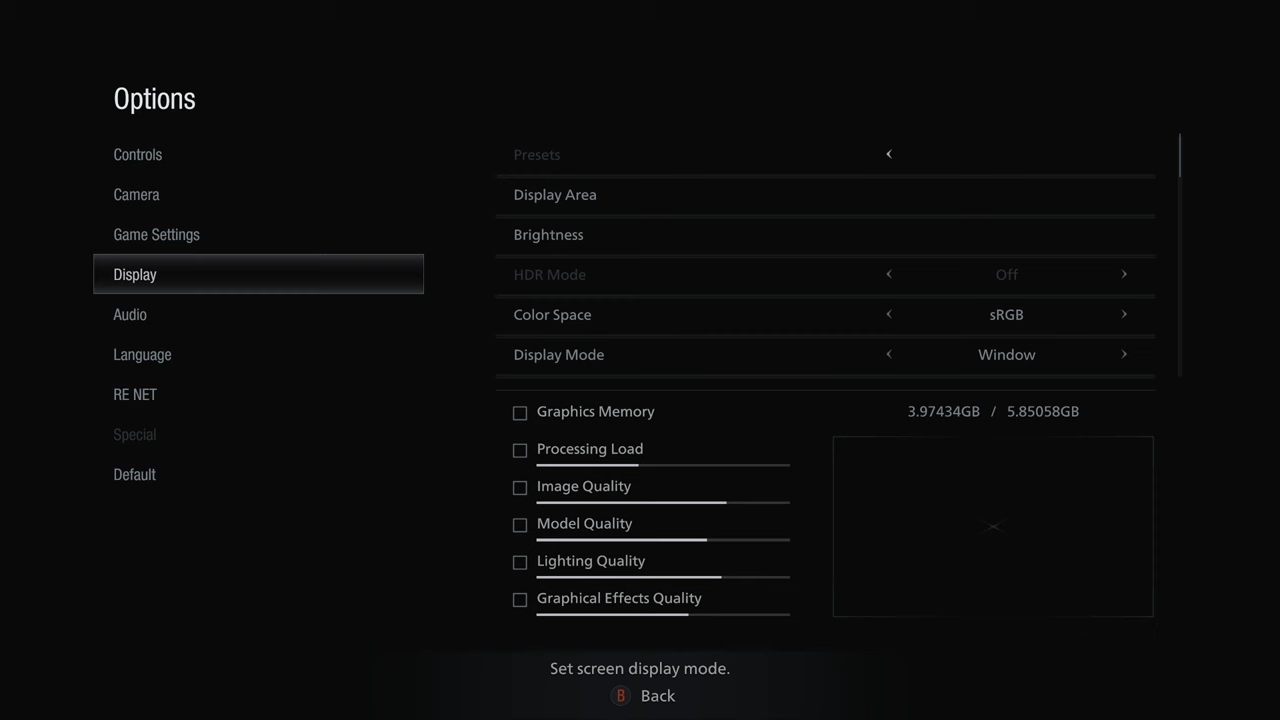 Options
Controls
Camera
Game Settings
Display
Audio
Language
RE NET
Special
Default
Presets
Display Area
Brightness
HDR Mode Off
Color Space sRGB
Display Mode Window
Graphics Memory 3.97434GB / 5.85058GB
Processing Load
Image Quality
Model Quality
Lighting Quality
Graphical Effects Quality
Set screen display mode.
B Back